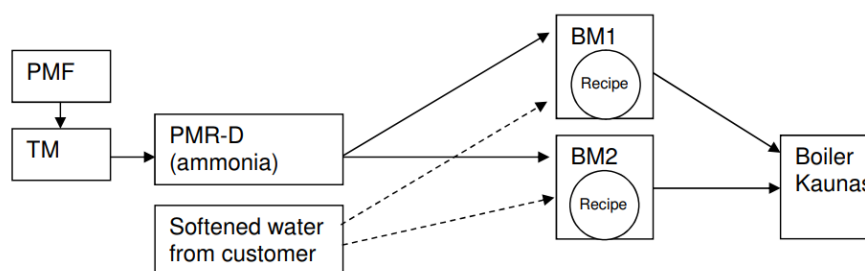 PMF
TM
PMR-D
(ammonia)
Softened water
from customer
BM1
Recipe
BM2
Recipe
Boiler
Kaunas